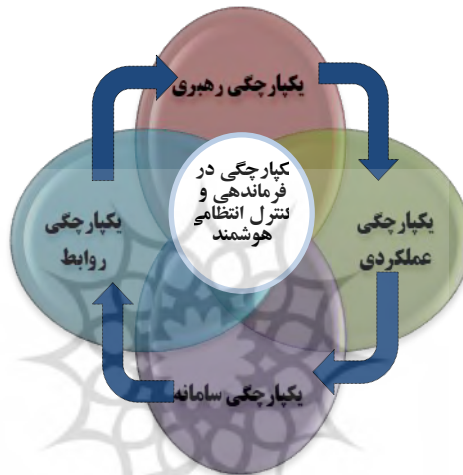 یکپارچگی رهبری
یکپارچگی در
فرماندهی و
کنترل انتظامی
هوشمند
یکپارچگی
عملکردی
یکپارچگی سامانه
یکپارچگی
روابط